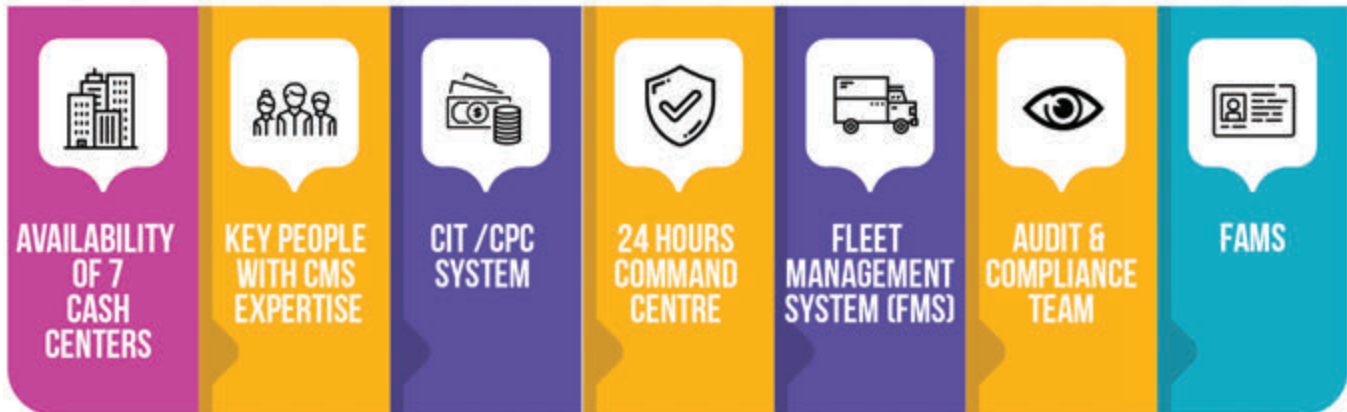 AVAILABILITY
OF 7
CASH
CENTERS
KEY PEOPLE
WITH CMS
EXPERTISE
CIT /CPC
SYSTEM
24 HOURS
COMMAND
CENTRE
FLEET
MANAGEMENT
SYSTEM (FMS)
AUDIT &
COMPLIANCE
TEAM
FAMS